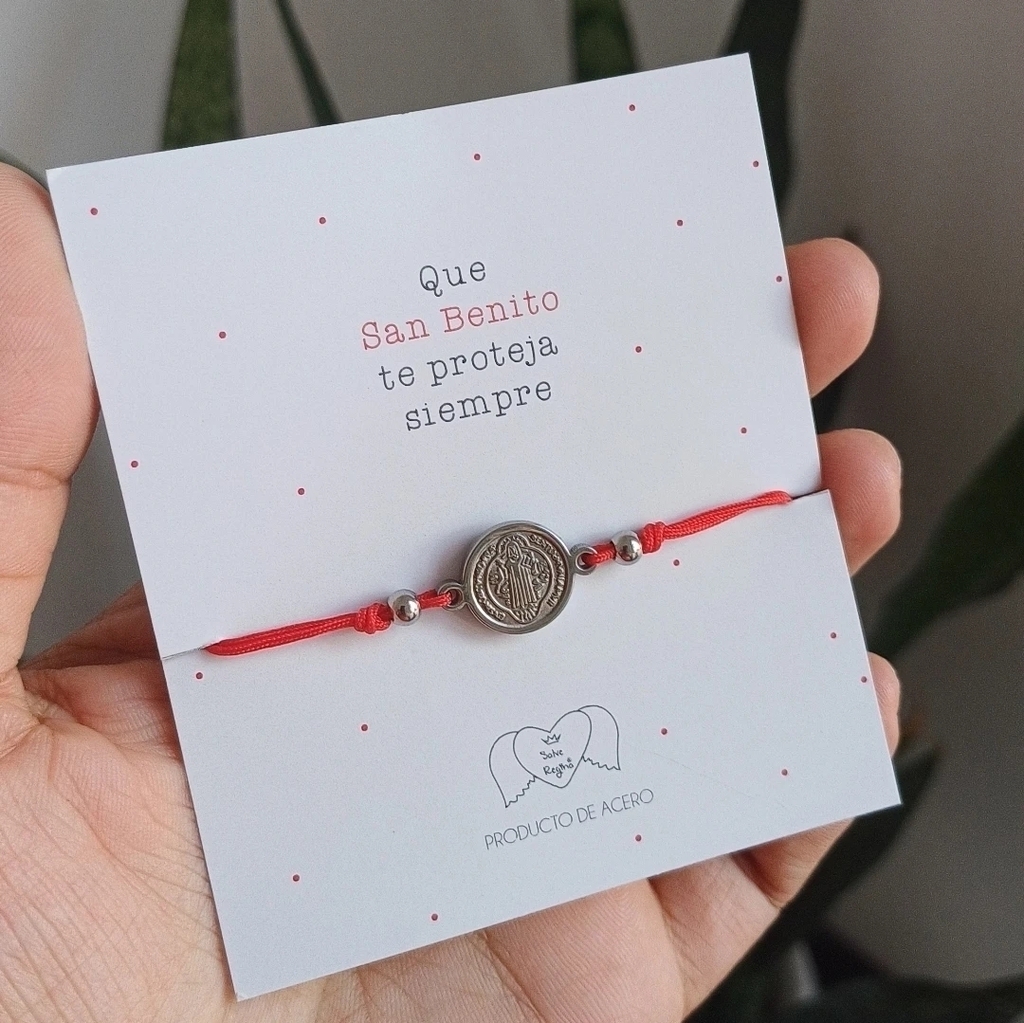 Que
San Benito
te proteja
siempre
Salve
Regina
PRODUCTO DE ACERO